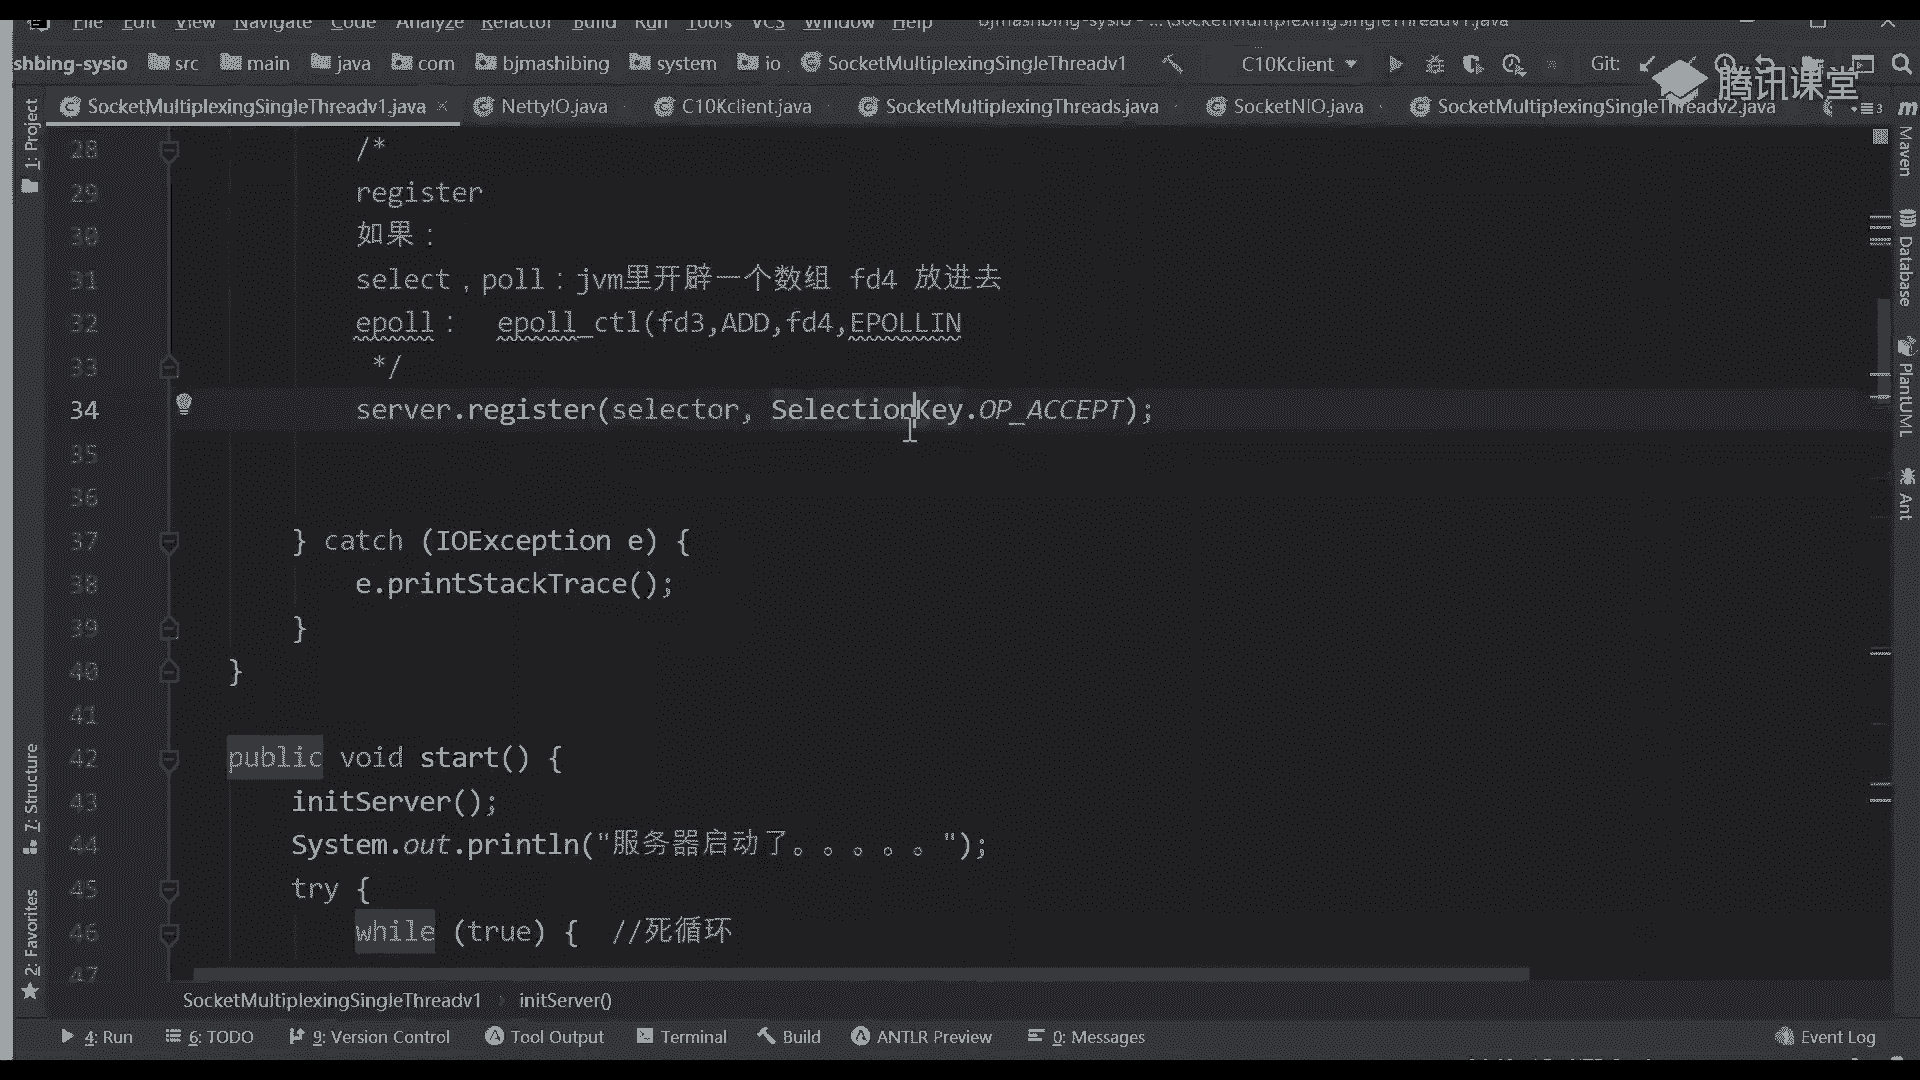 File Edit View Navigate Code Analyze Refactor Build Run Tools VCS Window Help
shbing-sysio src main java com bjmashibing system io SocketMultiplexingSingleThreadv1 C10Kclient Git:
腾讯课堂
SocketMultiplexingSingleThreadv1.java NettyIO.java C10Kclient.java SocketMultiplexingThreads.java SocketNIO.java SocketMultiplexingSingleThreadv2.java
1: Project
7: Structure
2: Favorites
28 /*
29 register
30 如果：
31 select，poll：jvm里开辟一个数组 fd4 放进去
32 epoll： epoll_ctl(fd3,ADD,fd4,EPOLLIN
33 */
34 server.register(selector, SelectionKey.OP_ACCEPT);
35
36
37 } catch (IOException e) {
38 e.printStackTrace();
39 }
40 }
41
42 public void start() {
43 initServer();
44 System.out.println("服务器启动了。。。。。");
45 try {
46 while (true) { //死循环
47
Maven
Database
PlantUML
Ant
SocketMultiplexingSingleThreadv1 initServer()
4: Run 6: TODO 9: Version Control Tool Output Terminal Build ANTLR Preview 0: Messages Event Log